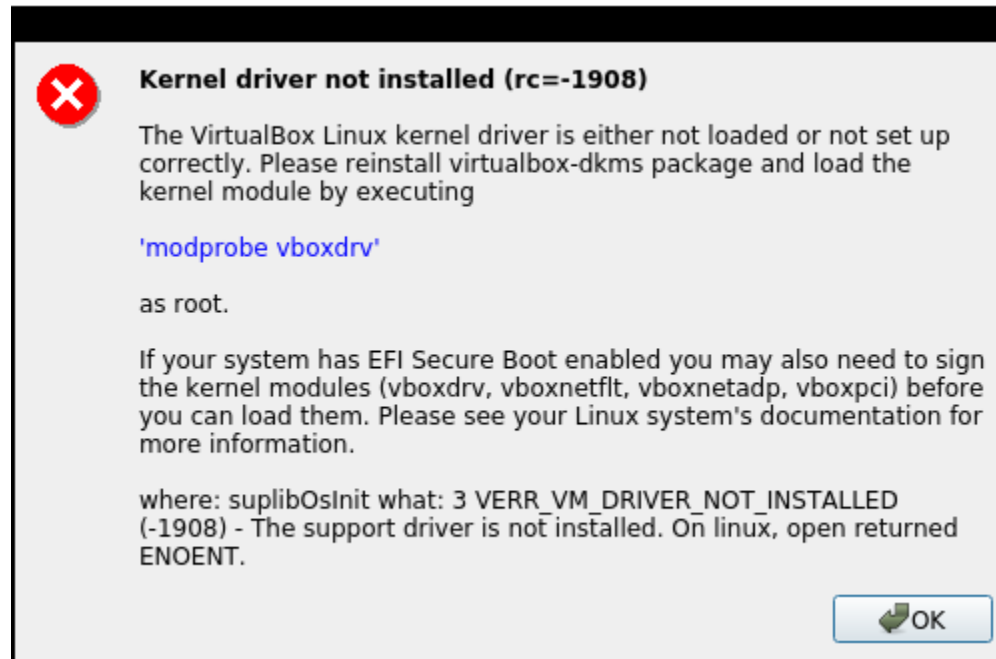 Kernel driver not installed (rc=-1908)
The VirtualBox Linux kernel driver is either not loaded or not set up
correctly. Please reinstall virtualbox-dkms package and load the
kernel module by executing
'modprobe vboxdrv'
as root.
If your system has EFI Secure Boot enabled you may also need to sign
the kernel modules (vboxdrv, vboxnetflt, vboxnetadp, vboxpci) before
you can load them. Please see your Linux system's documentation for
more information.
where: suplibOsInit what: 3 VERR_VM_DRIVER_NOT_INSTALLED
(-1908) - The support driver is not installed. On linux, open returned
ENOENT.
OK